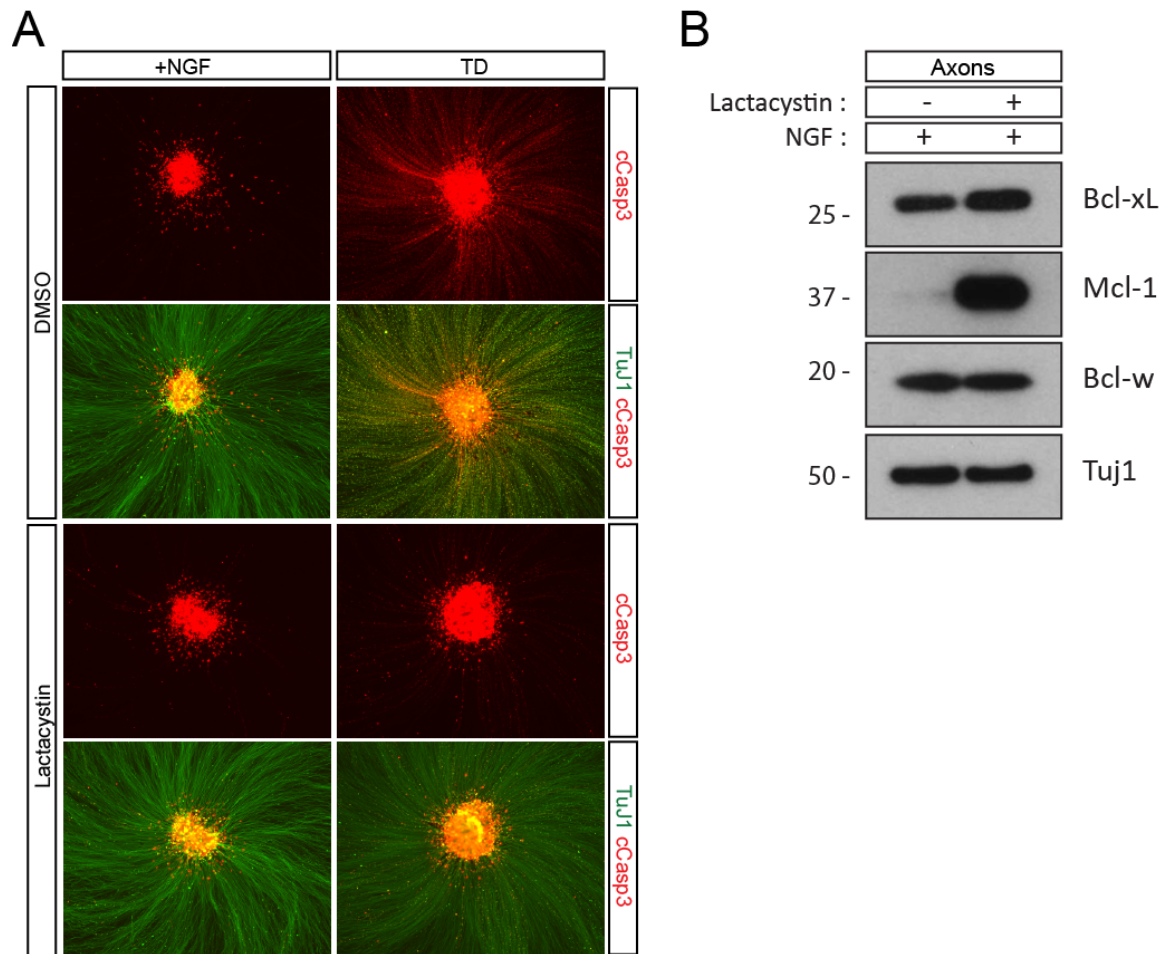 A
+NGF
TD
DMSO
cCasp3
TuJ1 cCasp3
Lactacystin
cCasp3
TuJ1 cCasp3
B
Axons
Lactacystin : - +
NGF : + +
25 - Bcl-xL
37 - Mcl-1
20 - Bcl-w
50 - Tuj1